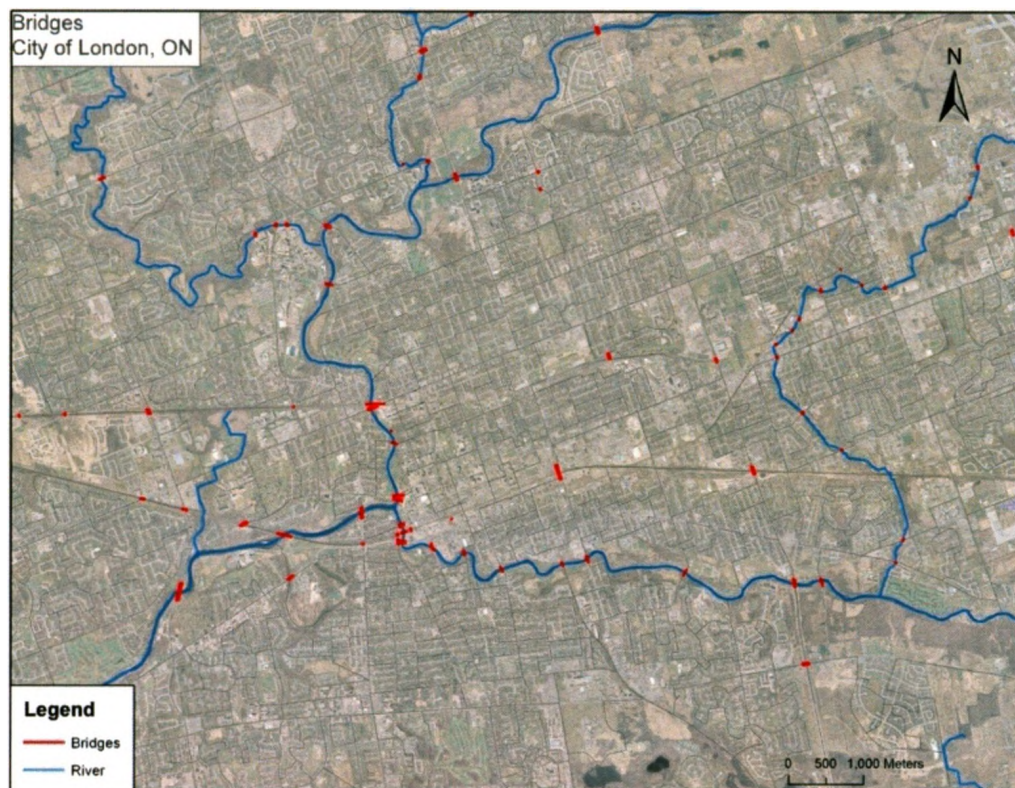 Bridges
City of London, ON
N
Legend
Bridges
River
0 500 1,000 Meters